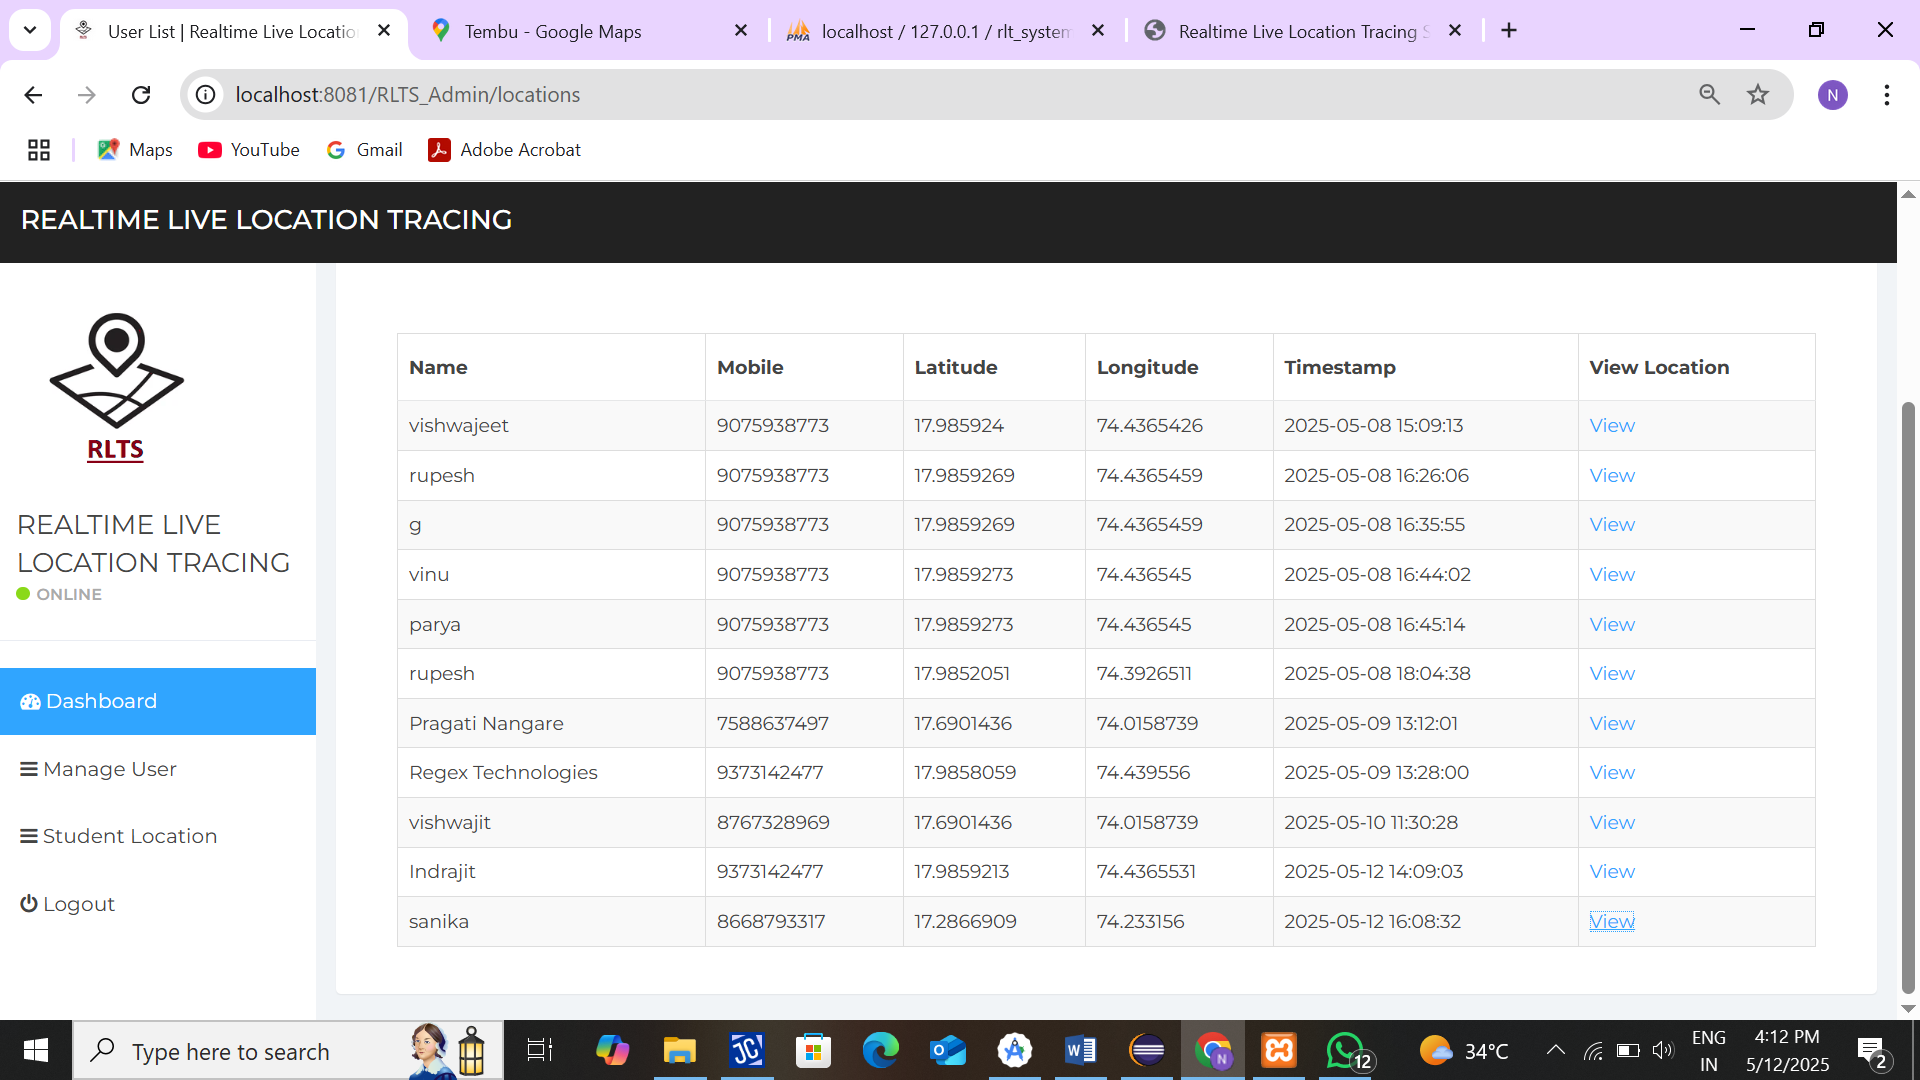 User List | Realtime Live Locatio
Tembu - Google Maps
localhost / 127.0.0.1 / rlt_system
Realtime Live Location Tracing S
localhost:8081/RLTS_Admin/locations
N
Maps
YouTube
Gmail
Adobe Acrobat
REALTIME LIVE LOCATION TRACING
RLTS
REALTIME LIVE
LOCATION TRACING
ONLINE
Dashboard
Manage User
Student Location
Logout
Name Mobile Latitude Longitude Timestamp View Location
vishwajeet 9075938773 17.985924 74.4365426 2025-05-08 15:09:13 View
rupesh 9075938773 17.9859269 74.4365459 2025-05-08 16:26:06 View
g 9075938773 17.9859269 74.4365459 2025-05-08 16:35:55 View
vinu 9075938773 17.9859273 74.436545 2025-05-08 16:44:02 View
parya 9075938773 17.9859273 74.436545 2025-05-08 16:45:14 View
rupesh 9075938773 17.9852051 74.3926511 2025-05-08 18:04:38 View
Pragati Nangare 7588637497 17.6901436 74.0158739 2025-05-09 13:12:01 View
Regex Technologies 9373142477 17.9858059 74.439556 2025-05-09 13:28:00 View
vishwajit 8767328969 17.6901436 74.0158739 2025-05-10 11:30:28 View
Indrajit 9373142477 17.9859213 74.4365531 2025-05-12 14:09:03 View
sanika 8668793317 17.2866909 74.233156 2025-05-12 16:08:32 View
Type here to search
JC
N
12
34°C
ENG
IN
4:12 PM
5/12/2025
2